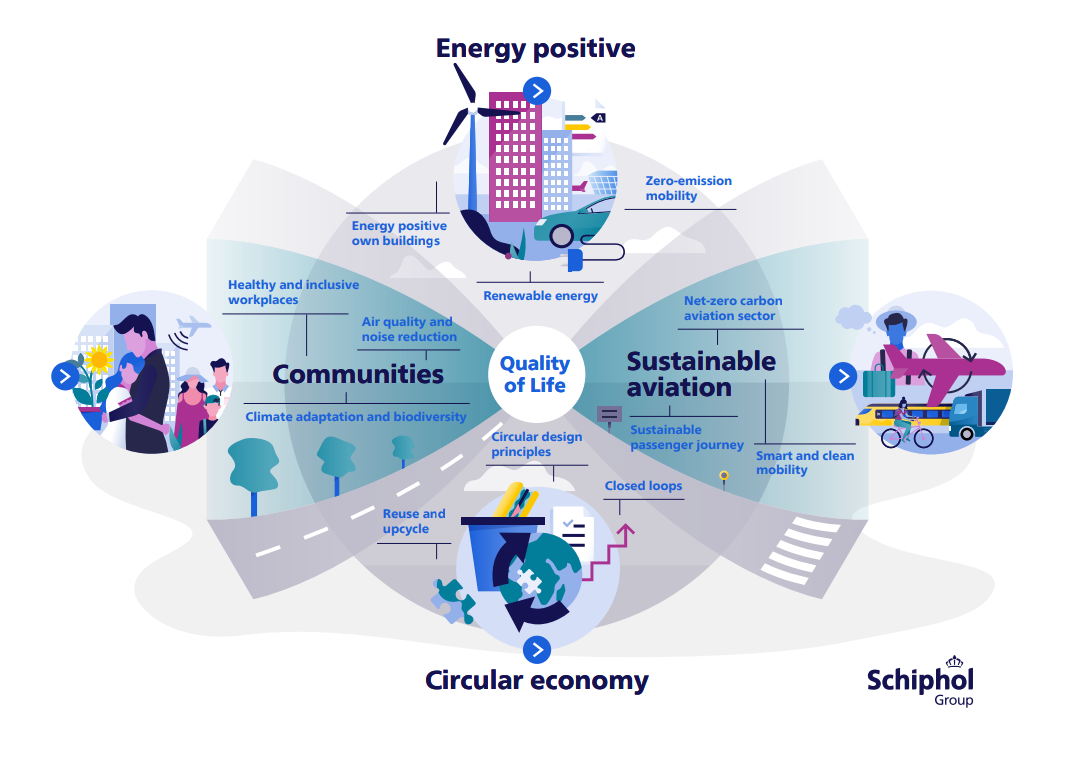 Energy positive
A
Zero-emission
mobility
Energy positive
own buildings
Renewable energy
Healthy and inclusive
workplaces
Air quality and
noise reduction
Communities
Climate adaptation and biodiversity
Quality
of Life
Net-zero carbon
aviation sector
Sustainable
aviation
Sustainable
passenger journey
Smart and clean
mobility
Circular design
principles
Closed loops
Reuse and
upcycle
Circular economy
Schiphol
Group